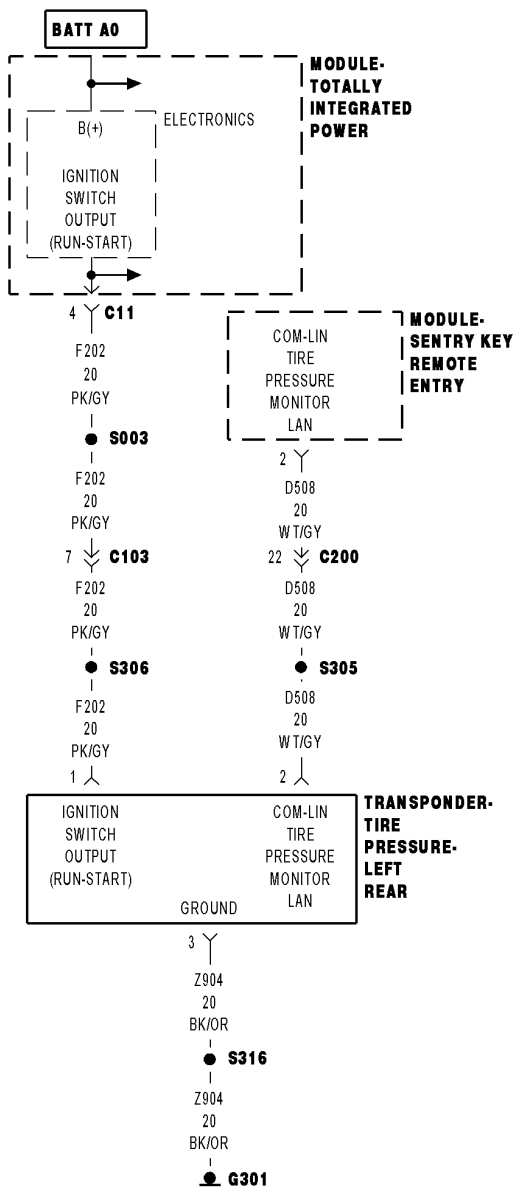 BATT A0
MODULE-
TOTALLY
INTEGRATED
POWER
ELECTRONICS
B(+)
IGNITION
SWITCH
OUTPUT
(RUN-START)
4 C11
F202
20
PK/GY
S003
F202
20
PK/GY
7 C103
F202
20
PK/GY
S306
F202
20
PK/GY
1
MODULE-
SENTRY KEY
REMOTE
ENTRY
COM-LIN
TIRE
PRESSURE
MONITOR
LAN
2
D508
20
WT/GY
22 C200
D508
20
WT/GY
S305
D508
20
WT/GY
2
TRANSPONDER-
TIRE
PRESSURE-
LEFT
REAR
IGNITION
SWITCH
OUTPUT
(RUN-START)
COM-LIN
TIRE
PRESSURE
MONITOR
LAN
GROUND
3
Z904
20
BK/OR
S316
Z904
20
BK/OR
G301